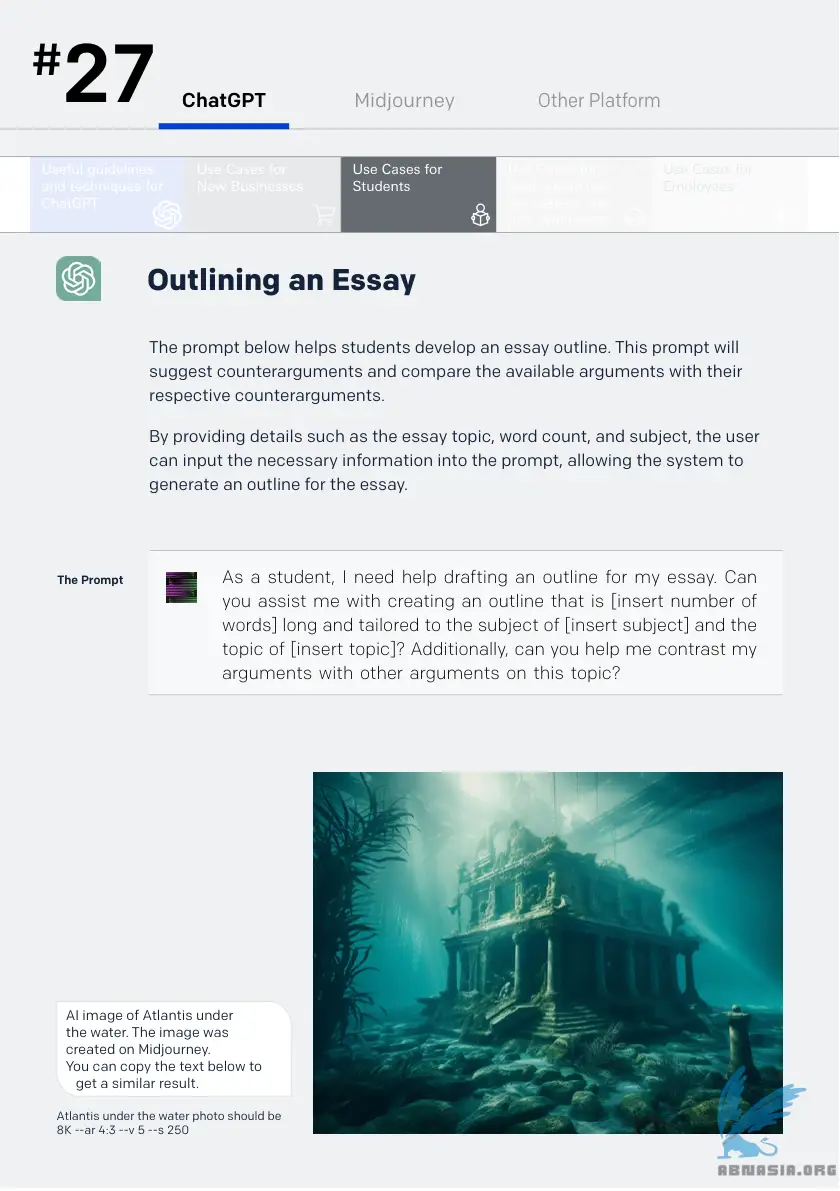 #27
ChatGPT
Midjourney
Other Platform
Useful guidelines
and techniques for
ChatGPT
Use Cases for
New Businesses
Use Cases for
Students
Use Cases for
Employees
Outlining an Essay
The prompt below helps students develop an essay outline. This prompt will
suggest counterarguments and compare the available arguments with their
respective counterarguments.
By providing details such as the essay topic, word count, and subject, the user
can input the necessary information into the prompt, allowing the system to
generate an outline for the essay.
The Prompt
As a student, I need help drafting an outline for my essay. Can
you assist me with creating an outline that is [insert number of
words] long and tailored to the subject of [insert subject] and the
topic of [insert topic]? Additionally, can you help me contrast my
arguments with other arguments on this topic?
AI image of Atlantis under
the water. The image was
created on Midjourney.
You can copy the text below to
get a similar result.
Atlantis under the water photo should be
8K --ar 4:3 --v 5 --s 250
ABNASIA.ORG